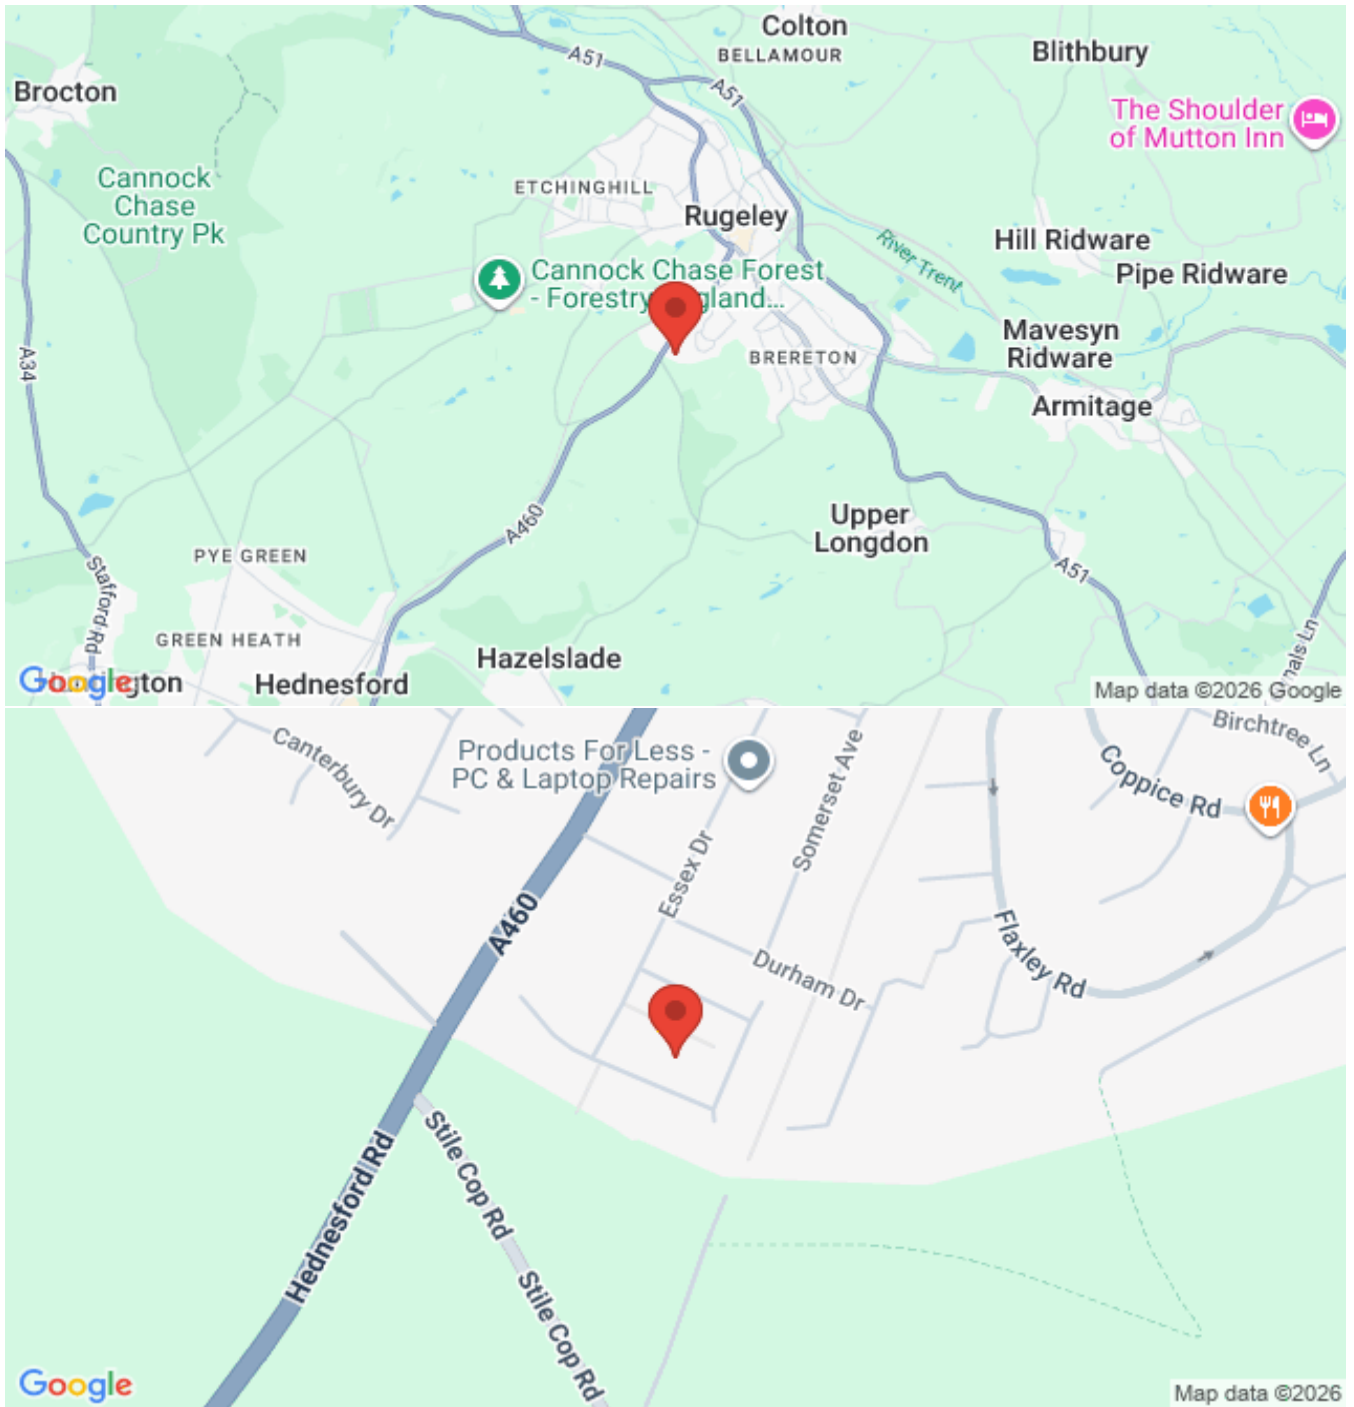 Colton
BELLAMOUR
Blithbury
A51
A51
Brocton
The Shoulder
of Mutton Inn
Cannock
Chase
Country Pk
ETCHINGHILL
Rugeley
River Trent
Hill Ridware
Pipe Ridware
Cannock Chase Forest
- Forestry gland...
Mavesyn
Ridware
BRERETON
A34
Armitage
A460
Upper
Longdon
PYE GREEN
A51
Stafford Rd
GREEN HEATH
Hazelslade
nals Ln
Google gton
Hednesford
Map data ©2026 Google
Canterbury Dr
Products For Less -
PC & Laptop Repairs
Somerset Ave
Birchtree Ln
Coppice Rd
Essex Dr
A460
Flaxley Rd
Durham Dr
Hednesford Rd
Stile Cop Rd
Stile Cop Rd
Google
Map data ©2026